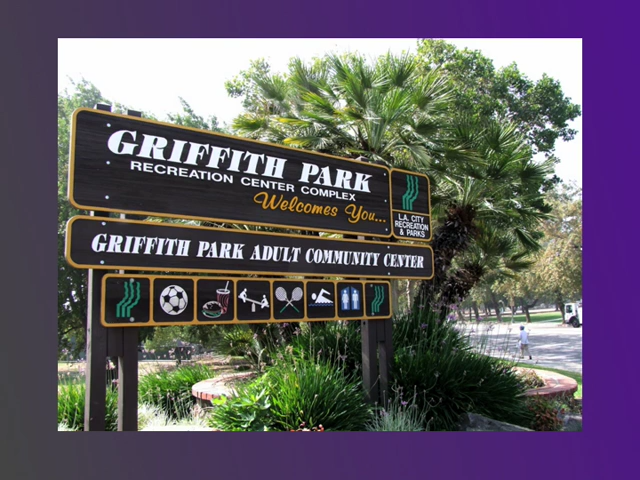 GRIFFITH PARK
RECREATION CENTER COMPLEX
Welcomes You...
L.A. CITY
RECREATION
& PARKS
GRIFFITH PARK ADULT COMMUNITY CENTER